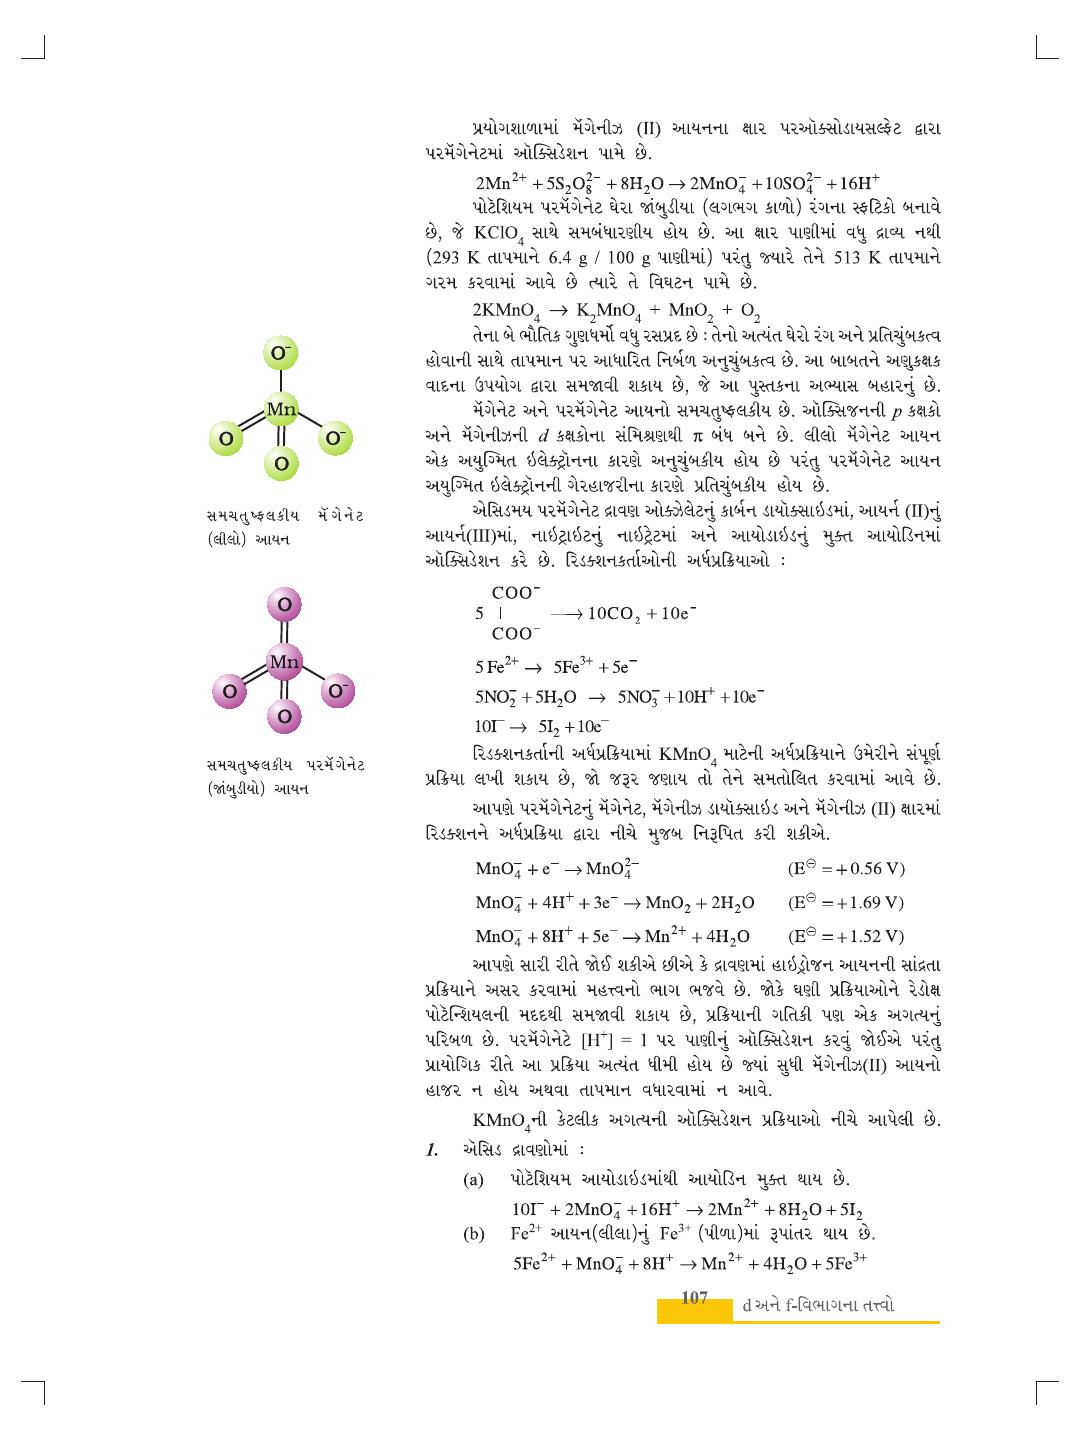 પ્રયોગશાળામાં મૅંગેનીઝ (II) આયનના ક્ષાર પરઑક્સોડાયસલ્ફેટ દ્વારા
પરમૅંગેનેટમાં ઑક્સિડેશન પામે છે.
2Mn²⁺ + 5S₂O₈²⁻ + 8H₂O → 2MnO₄⁻ + 10SO₄²⁻ + 16H⁺
પોટૅશિયમ પરમૅંગેનેટ ઘેરા જાંબુડીયા (લગભગ કાળો) રંગના સ્ફટિકો બનાવે
છે, જે KClO₄ સાથે સમબંધારણીય હોય છે. આ ક્ષાર પાણીમાં વધુ દ્રાવ્ય નથી
(293 K તાપમાને 6.4 g / 100 g પાણીમાં) પરંતુ જ્યારે તેને 513 K તાપમાને
ગરમ કરવામાં આવે છે ત્યારે તે વિઘટન પામે છે.
2KMnO₄ → K₂MnO₄ + MnO₂ + O₂
તેના બે ભૌતિક ગુણધર્મો વધુ રસપ્રદ છે : તેનો અત્યંત ઘેરો રંગ અને પ્રતિચુંબકત્વ
હોવાની સાથે તાપમાન પર આધારિત નિર્બળ અનુચુંબકત્વ છે. આ બાબતને અણુકક્ષક
વાદના ઉપયોગ દ્વારા સમજાવી શકાય છે, જે આ પુસ્તકના અભ્યાસ બહારનું છે.
મૅંગેનેટ અને પરમૅંગેનેટ આયનો સમચતુષ્ફલકીય છે. ઑક્સિજનની p કક્ષકો
અને મૅંગેનીઝની d કક્ષકોના સંમિશ્રણથી π બંધ બને છે. લીલો મૅંગેનેટ આયન
એક અયુગ્મિત ઇલેક્ટ્રૉનના કારણે અનુચુંબકીય હોય છે પરંતુ પરમૅંગેનેટ આયન
અયુગ્મિત ઇલેક્ટ્રૉનની ગેરહાજરીના કારણે પ્રતિચુંબકીય હોય છે.
O⁻
Mn
O O⁻
O
સમચતુષ્ફલકીય મૅંગેનેટ
(લીલો) આયન
એસિડમય પરમૅંગેનેટ દ્રાવણ ઓક્ઝેલેટનું કાર્બન ડાયૉક્સાઇડમાં, આયર્ન (II)નું
આયર્ન(III)માં, નાઇટ્રાઇટનું નાઇટ્રેટમાં અને આયોડાઇડનું મુક્ત આયોડિનમાં
ઑક્સિડેશન કરે છે. રિડક્શનકર્તાઓની અર્ધપ્રક્રિયાઓ :
COO⁻
5 | ⟶ 10CO₂ + 10e⁻
COO⁻
5 Fe²⁺ → 5Fe³⁺ + 5e⁻
5NO₂⁻ + 5H₂O → 5NO₃⁻ + 10H⁺ + 10e⁻
10I⁻ → 5I₂ + 10e⁻
O
Mn
O O⁻
O
સમચતુષ્ફલકીય પરમૅંગેનેટ
(જાંબુડીયો) આયન
રિડક્શનકર્તાની અર્ધપ્રક્રિયામાં KMnO₄ માટેની અર્ધપ્રક્રિયાને ઉમેરીને સંપૂર્ણ
પ્રક્રિયા લખી શકાય છે, જો જરૂર જણાય તો તેને સમતોલિત કરવામાં આવે છે.
આપણે પરમૅંગેનેટનું મૅંગેનેટ, મૅંગેનીઝ ડાયૉક્સાઇડ અને મૅંગેનીઝ (II) ક્ષારમાં
રિડક્શનને અર્ધપ્રક્રિયા દ્વારા નીચે મુજબ નિરૂપિત કરી શકીએ.
MnO₄⁻ + e⁻ → MnO₄²⁻ (E⊖ = +0.56 V)
MnO₄⁻ + 4H⁺ + 3e⁻ → MnO₂ + 2H₂O (E⊖ = +1.69 V)
MnO₄⁻ + 8H⁺ + 5e⁻ → Mn²⁺ + 4H₂O (E⊖ = +1.52 V)
આપણે સારી રીતે જોઈ શકીએ છીએ કે દ્રાવણમાં હાઇડ્રોજન આયનની સાંદ્રતા
પ્રક્રિયાને અસર કરવામાં મહત્ત્વનો ભાગ ભજવે છે. જોકે ઘણી પ્રક્રિયાઓને રેડોક્ષ
પોટૅન્શિયલની મદદથી સમજાવી શકાય છે, પ્રક્રિયાની ગતિકી પણ એક અગત્યનું
પરિબળ છે. પરમૅંગેનેટે [H⁺] = 1 પર પાણીનું ઑક્સિડેશન કરવું જોઈએ પરંતુ
પ્રાયોગિક રીતે આ પ્રક્રિયા અત્યંત ધીમી હોય છે જ્યાં સુધી મૅંગેનીઝ(II) આયનો
હાજર ન હોય અથવા તાપમાન વધારવામાં ન આવે.
KMnO₄ની કેટલીક અગત્યની ઑક્સિડેશન પ્રક્રિયાઓ નીચે આપેલી છે.
1. ઍસિડ દ્રાવણોમાં :
(a) પોટૅશિયમ આયોડાઇડમાંથી આયોડિન મુક્ત થાય છે.
10I⁻ + 2MnO₄⁻ + 16H⁺ → 2Mn²⁺ + 8H₂O + 5I₂
(b) Fe²⁺ આયન(લીલા)નું Fe³⁺ (પીળા)માં રૂપાંતર થાય છે.
5Fe²⁺ + MnO₄⁻ + 8H⁺ → Mn²⁺ + 4H₂O + 5Fe³⁺
107 d અને f-વિભાગના તત્ત્વો